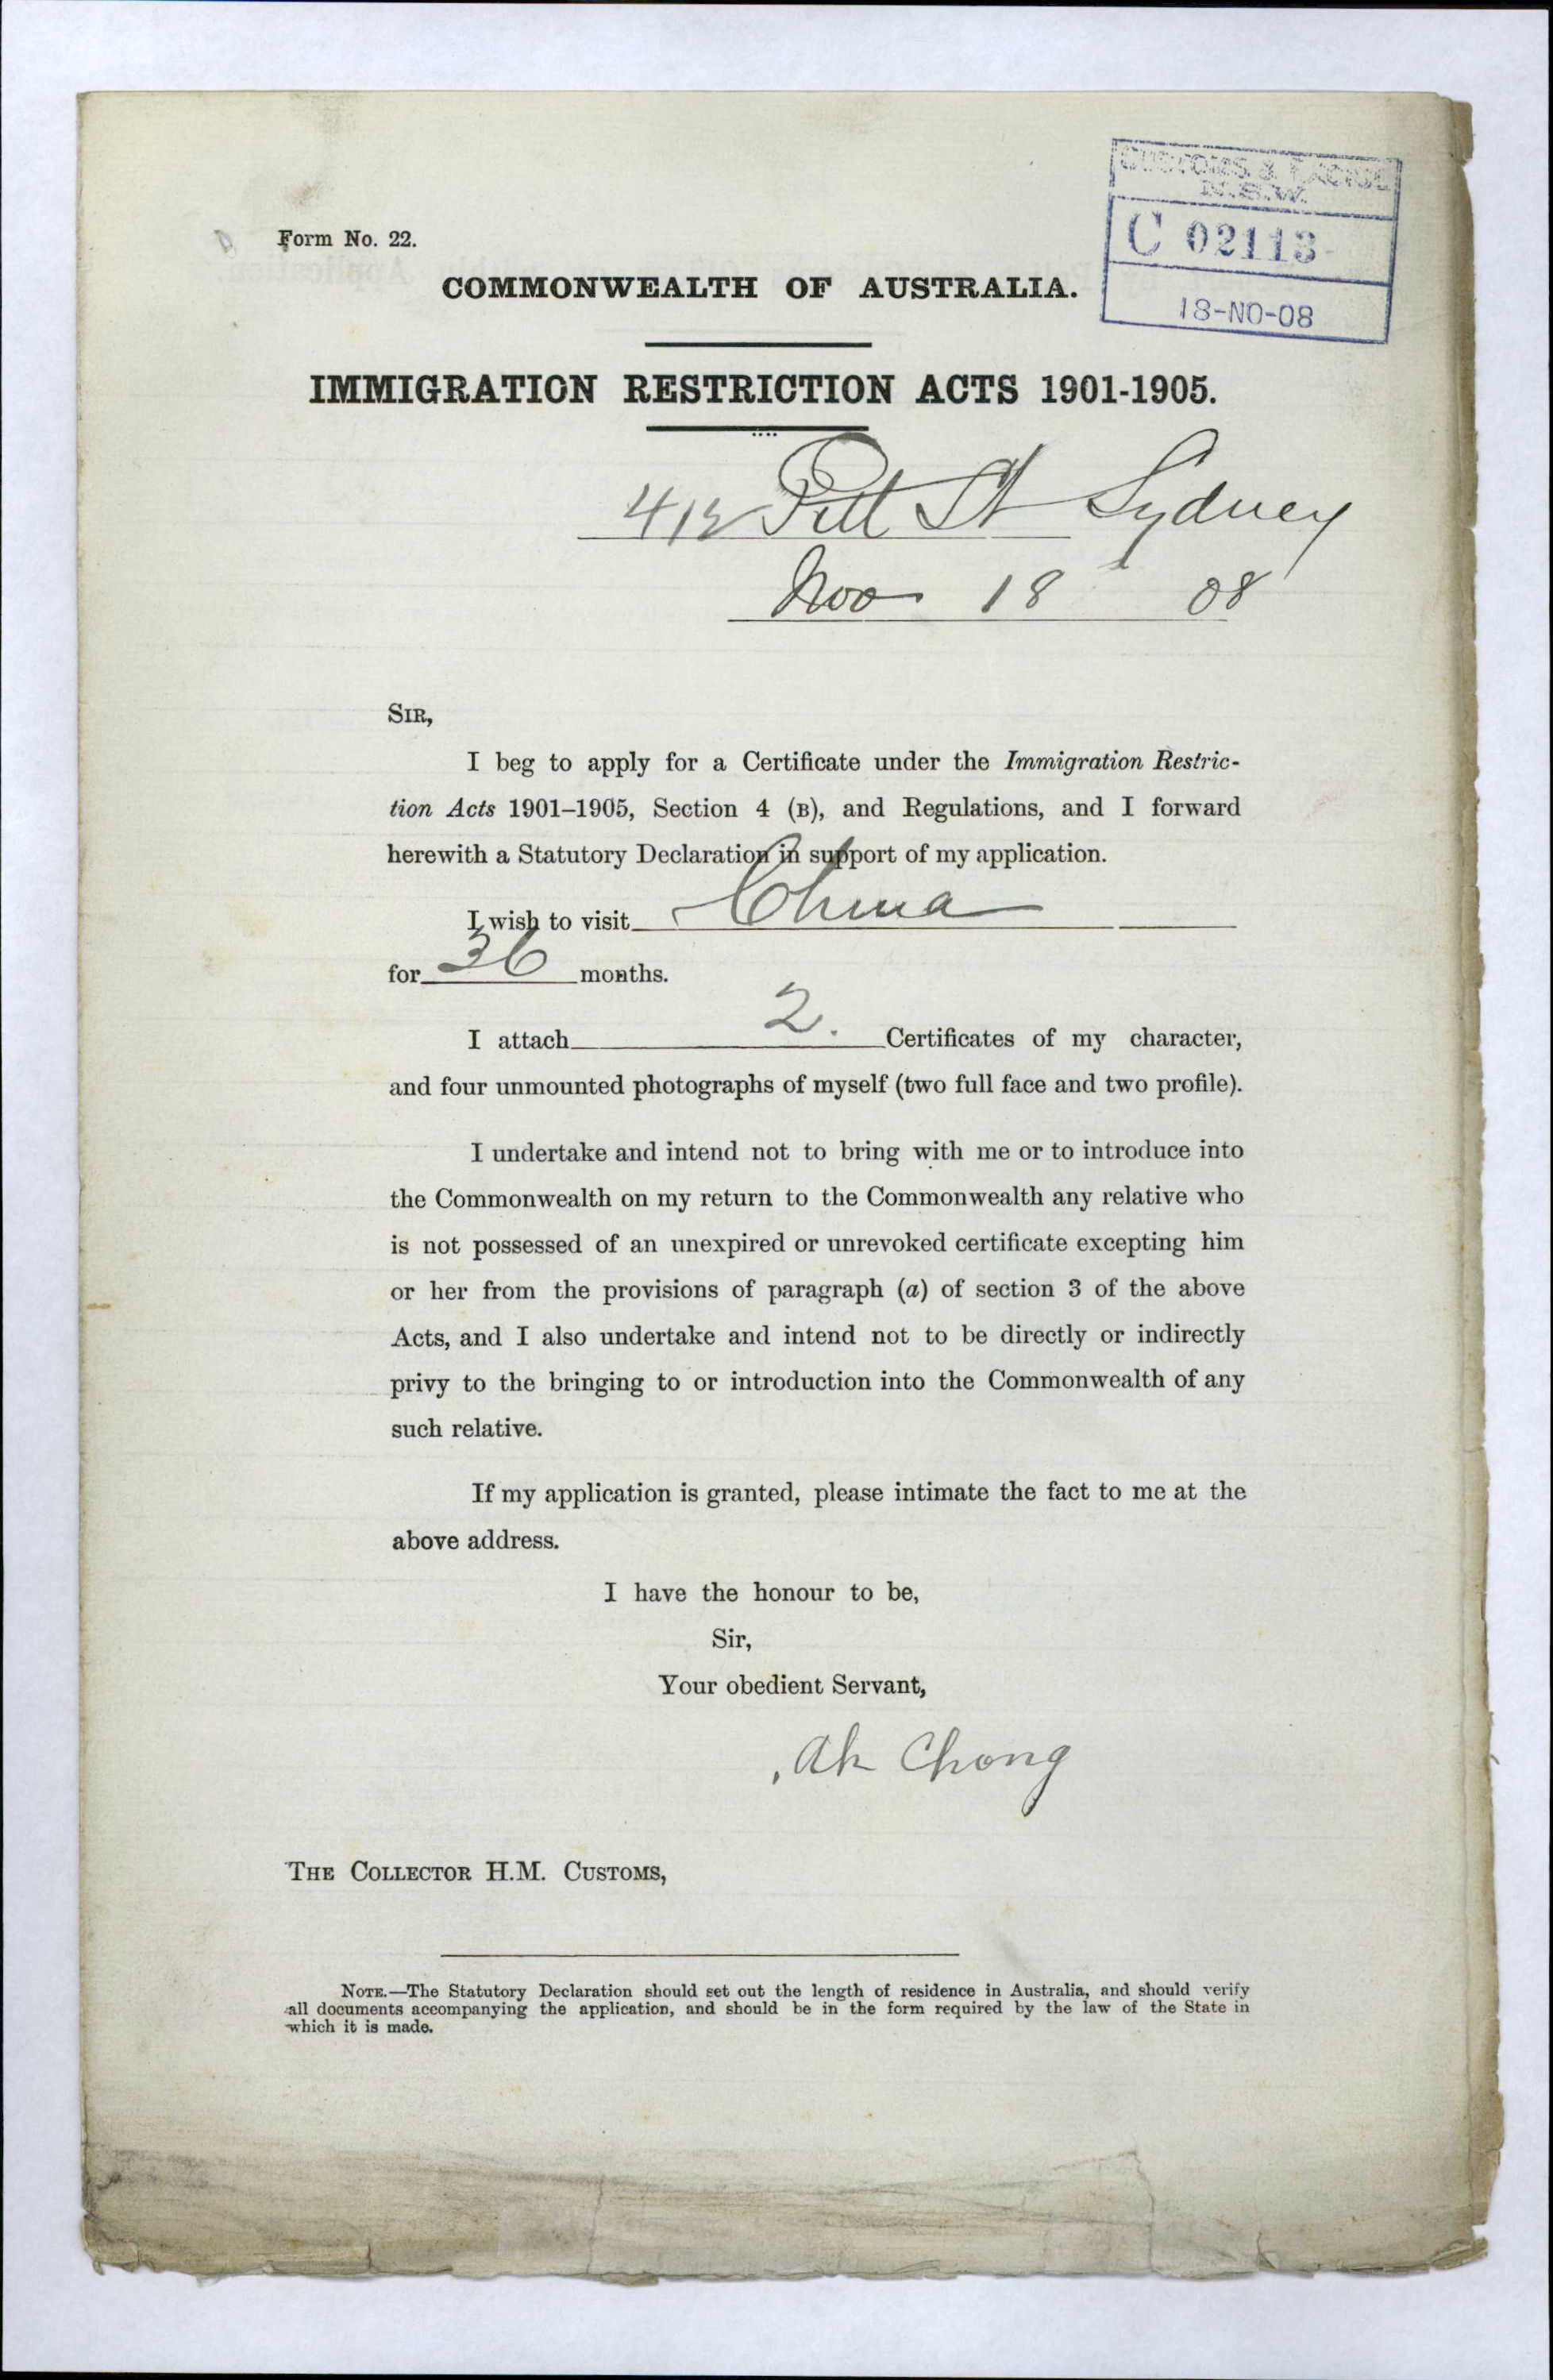 CUSTOMS & EXCISE
N.S.W.
C 02113
18-NO-08
Form No. 22.
COMMONWEALTH OF AUSTRALIA.
IMMIGRATION RESTRICTION ACTS 1901-1905.
Pitt St Sydney
Nov 18 08
SIR,
I beg to apply for a Certificate under the Immigration Restric-
tion Acts 1901–1905, Section 4 (B), and Regulations, and I forward
herewith a Statutory Declaration in support of my application.
I wish to visit China
for 36 months.
I attach 2. Certificates of my character,
and four unmounted photographs of myself (two full face and two profile).
I undertake and intend not to bring with me or to introduce into
the Commonwealth on my return to the Commonwealth any relative who
is not possessed of an unexpired or unrevoked certificate excepting him
or her from the provisions of paragraph (a) of section 3 of the above
Acts, and I also undertake and intend not to be directly or indirectly
privy to the bringing to or introduction into the Commonwealth of any
such relative.
If my application is granted, please intimate the fact to me at the
above address.
I have the honour to be,
Sir,
Your obedient Servant,
Ah Chong
THE COLLECTOR H.M. CUSTOMS,
NOTE.—The Statutory Declaration should set out the length of residence in Australia, and should verify
all documents accompanying the application, and should be in the form required by the law of the State in
which it is made.